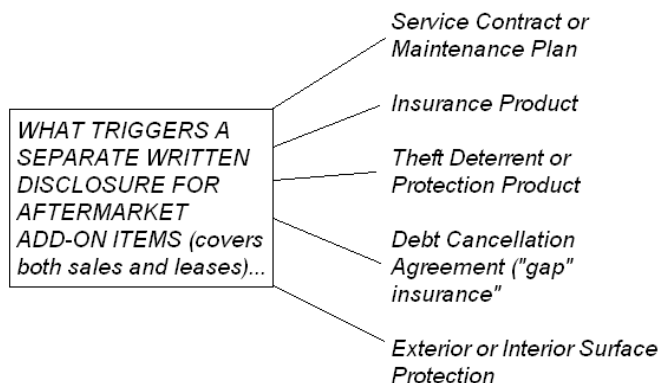 WHAT TRIGGERS A
SEPARATE WRITTEN
DISCLOSURE FOR
AFTERMARKET
ADD-ON ITEMS (covers
both sales and leases)...
Service Contract or
Maintenance Plan
Insurance Product
Theft Deterrent or
Protection Product
Debt Cancellation
Agreement ("gap"
insurance"
Exterior or Interior Surface
Protection